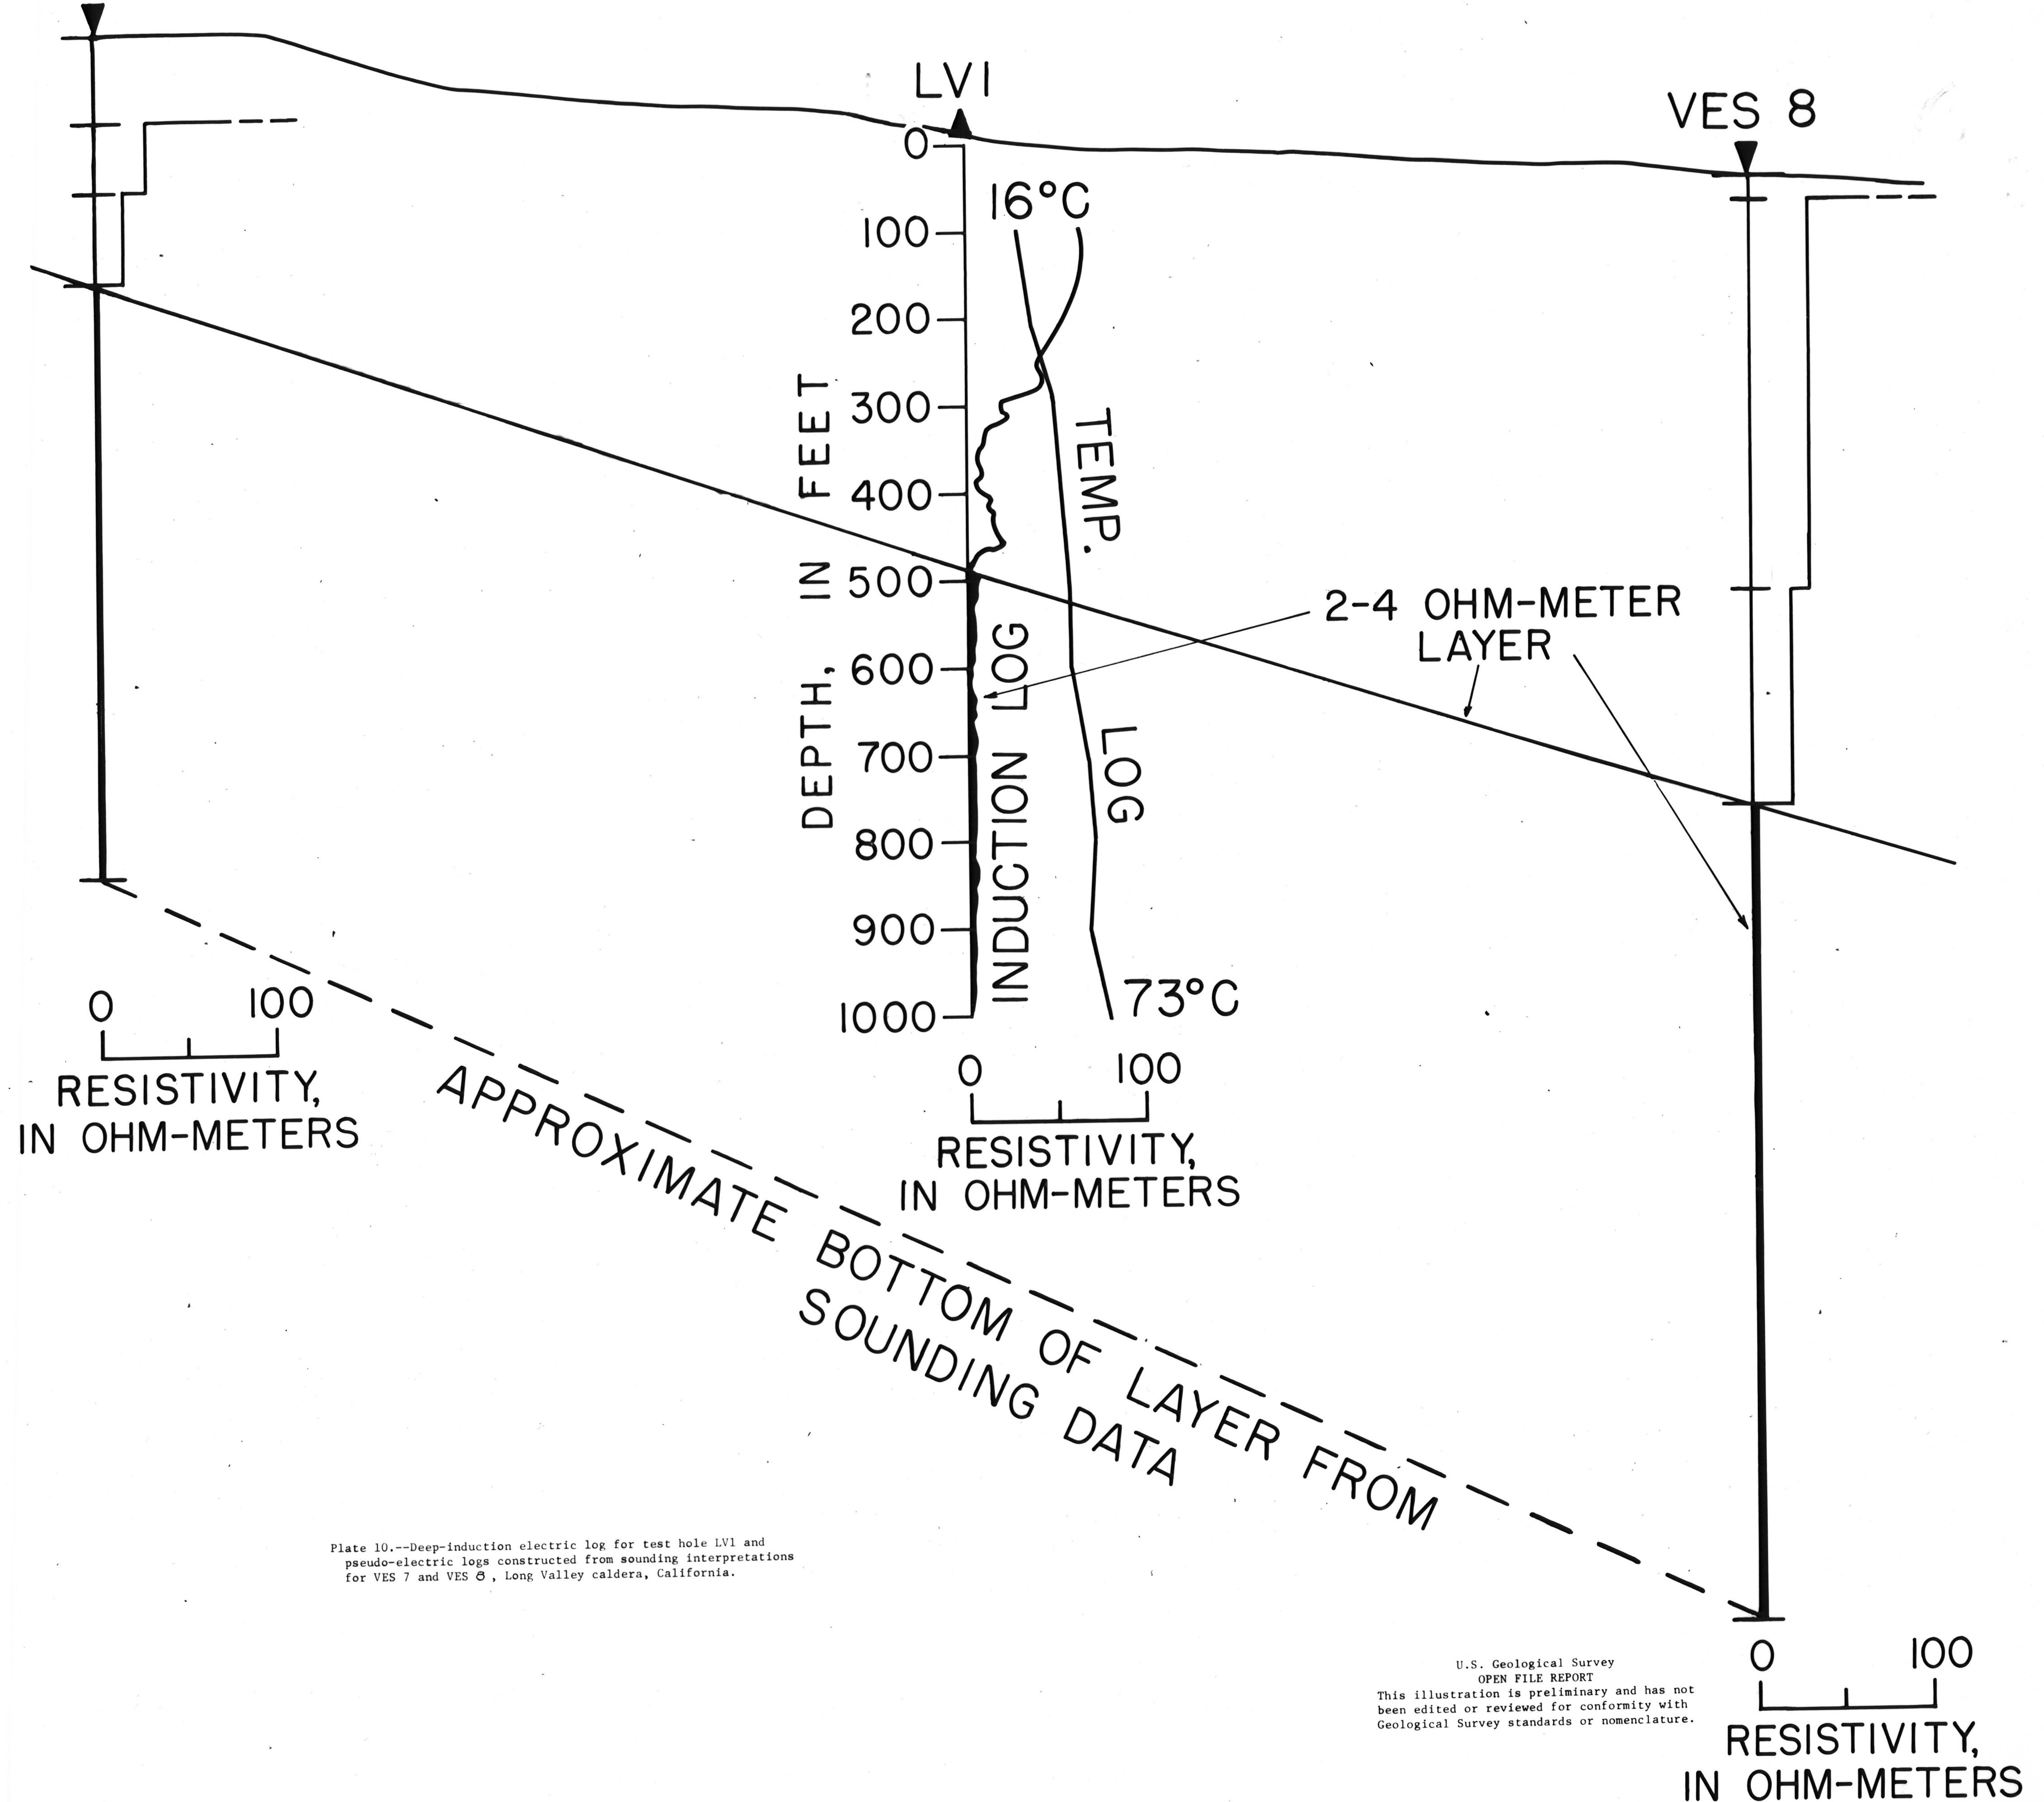 LV1
VES 8
0
16°C
100
200
300
400
500
600
700
800
900
1000
DEPTH, IN FEET
TEMP. LOG
INDUCTION LOG
2-4 OHM-METER
LAYER
73°C
0 100
RESISTIVITY,
IN OHM-METERS
0 100
RESISTIVITY,
IN OHM-METERS
APPROXIMATE BOTTOM OF LAYER FROM
SOUNDING DATA
Plate 10.--Deep-induction electric log for test hole LV1 and
pseudo-electric logs constructed from sounding interpretations
for VES 7 and VES 8, Long Valley caldera, California.
U.S. Geological Survey
OPEN FILE REPORT
This illustration is preliminary and has not
been edited or reviewed for conformity with
Geological Survey standards or nomenclature.
0 100
RESISTIVITY,
IN OHM-METERS